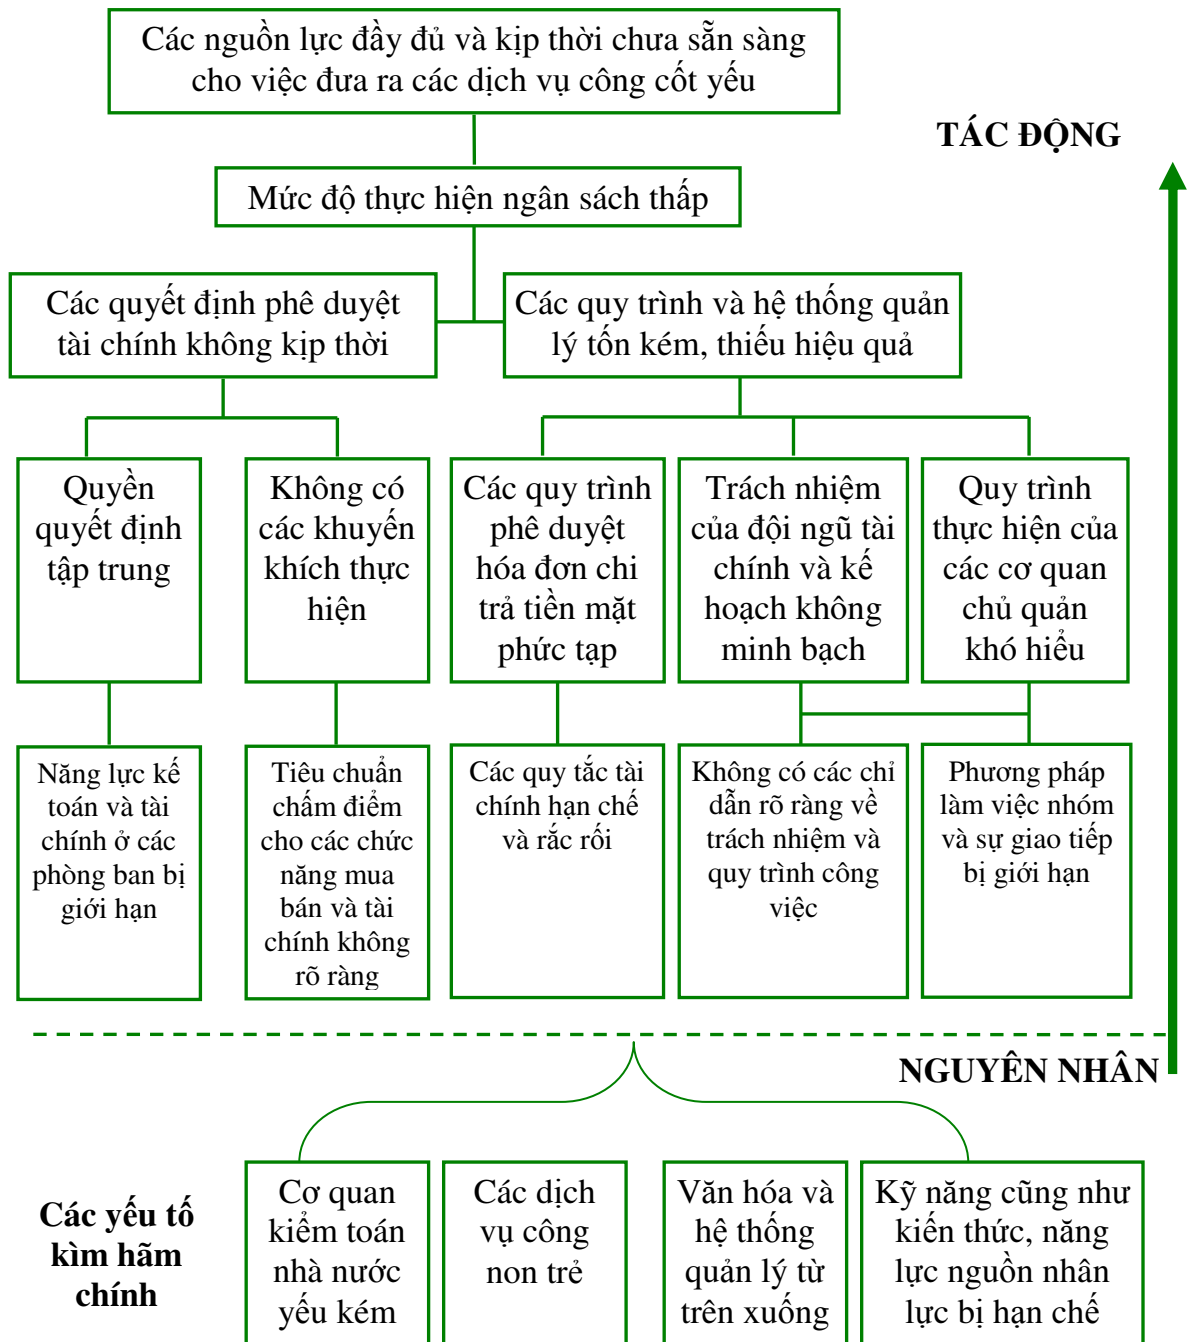 Các nguồn lực đầy đủ và kịp thời chưa sẵn sàng
cho việc đưa ra các dịch vụ công cốt yếu
TÁC ĐỘNG
Mức độ thực hiện ngân sách thấp
Các quyết định phê duyệt
tài chính không kịp thời
Các quy trình và hệ thống quản
lý tốn kém, thiếu hiệu quả
Quyền
quyết định
tập trung
Không có
các khuyến
khích thực
hiện
Các quy trình
phê duyệt
hóa đơn chi
trả tiền mặt
phức tạp
Trách nhiệm
của đội ngũ tài
chính và kế
hoạch không
minh bạch
Quy trình
thực hiện của
các cơ quan
chủ quản
khó hiểu
Năng lực kế
toán và tài
chính ở các
phòng ban bị
giới hạn
Tiêu chuẩn
chấm điểm
cho các chức
năng mua
bán và tài
chính không
rõ ràng
Các quy tắc tài
chính hạn chế
và rắc rối
Không có các chỉ
dẫn rõ ràng về
trách nhiệm và
quy trình công
việc
Phương pháp
làm việc nhóm
và sự giao tiếp
bị giới hạn
NGUYÊN NHÂN
Các yếu tố
kìm hãm
chính
Cơ quan
kiểm toán
nhà nước
yếu kém
Các dịch
vụ công
non trẻ
Văn hóa và
hệ thống
quản lý từ
trên xuống
Kỹ năng cũng như
kiến thức, năng
lực nguồn nhân
lực bị hạn chế